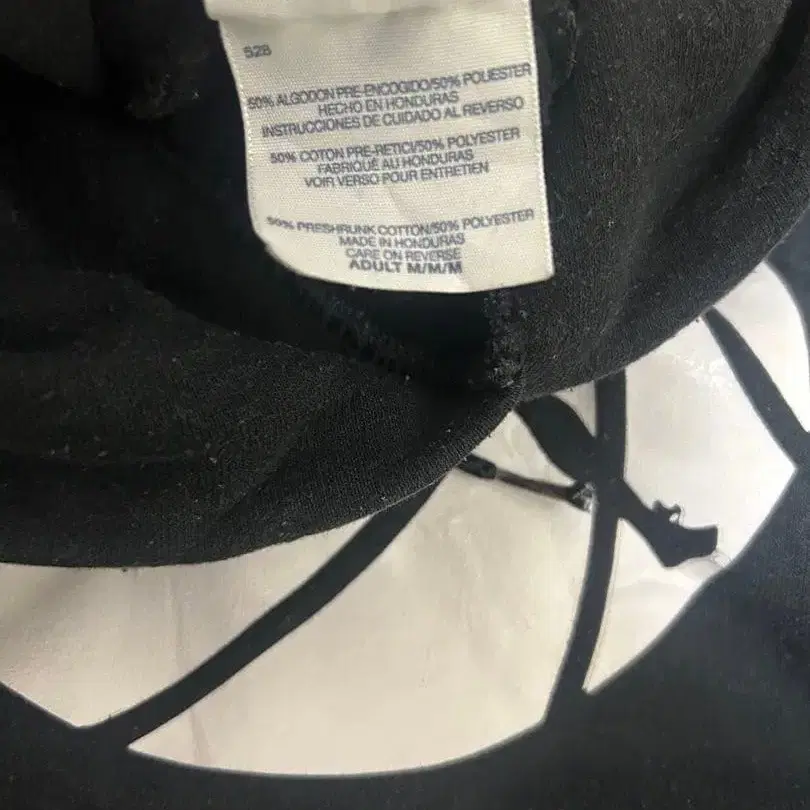 528
50% ALGODON PRE-ENCOGIDO/50% POLIESTER
HECHO EN HONDURAS
INSTRUCCIONES DE CUIDADO AL REVERSO
50% COTON PRE-RETICI/50% POLYESTER
FABRIQUÉ AU HONDURAS
VOIR VERSO POUR ENTRETIEN
50% PRESHRUNK COTTON/50% POLYESTER
MADE IN HONDURAS
CARE ON REVERSE
ADULT M/M/M